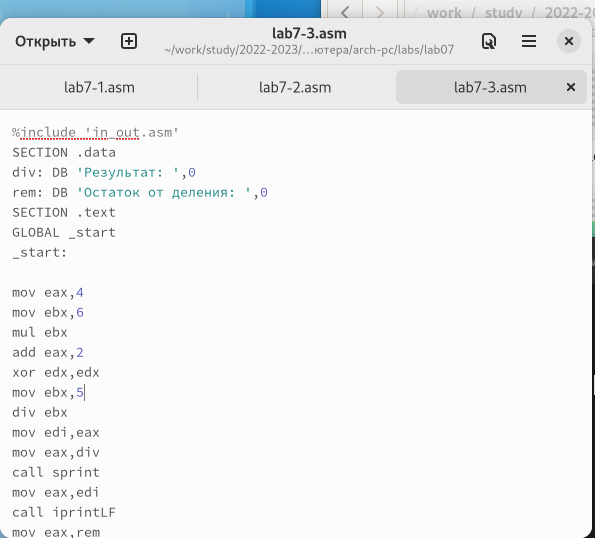 work / study / 2022-2
Открыть
lab7-3.asm
~/work/study/2022-2023/…ютера/arch-pc/labs/lab07
lab7-1.asm
lab7-2.asm
lab7-3.asm
%include 'in_out.asm'
SECTION .data
div: DB 'Результат: ',0
rem: DB 'Остаток от деления: ',0
SECTION .text
GLOBAL _start
_start:
mov eax,4
mov ebx,6
mul ebx
add eax,2
xor edx,edx
mov ebx,5
div ebx
mov edi,eax
mov eax,div
call sprint
mov eax,edi
call iprintLF
mov eax,rem